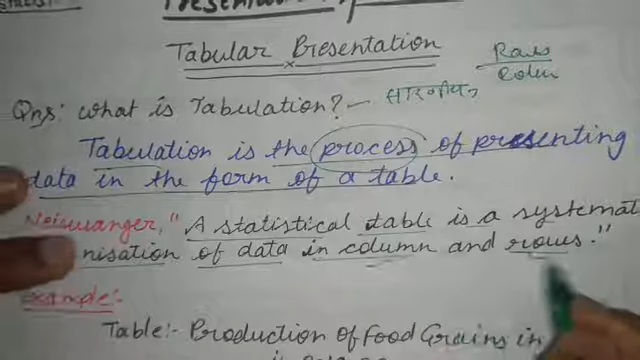 Tabular Presentation
Rows
Colum
Qns: What is Tabulation? – सारणीयन
Tabulation is the process of presenting
data in the form of a table.
Neiswanger, "A statistical table is a systemat
nisation of data in column and rows."
Example:-
Table:- Production of Food Grains in